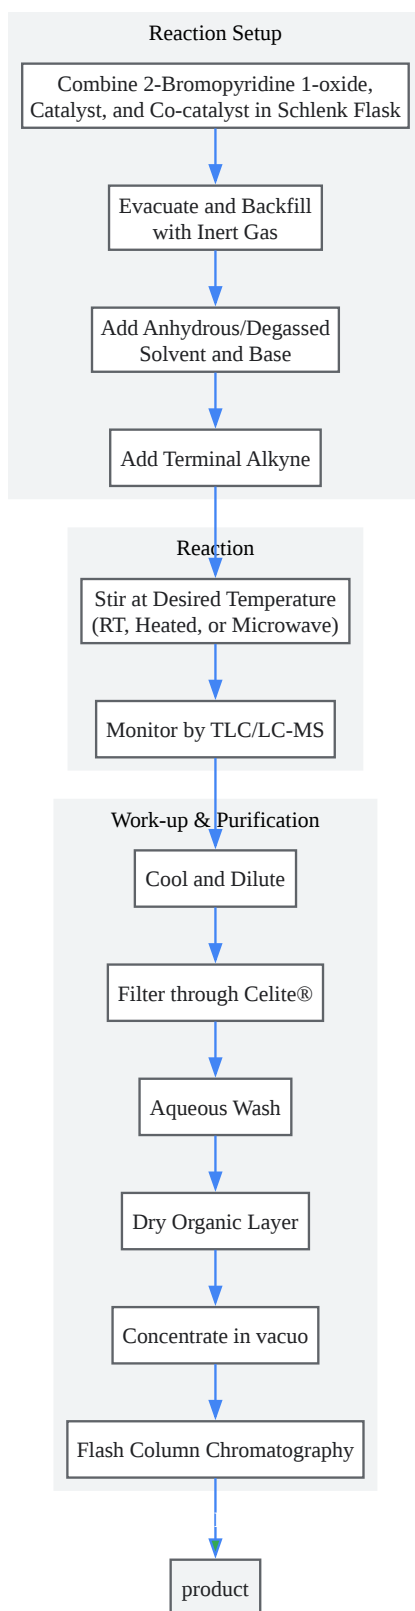 Reaction Setup
Combine 2-Bromopyridine 1-oxide,
Catalyst, and Co-catalyst in Schlenk Flask
Evacuate and Backfill
with Inert Gas
Add Anhydrous/Degassed
Solvent and Base
Add Terminal Alkyne
Reaction
Stir at Desired Temperature
(RT, Heated, or Microwave)
Monitor by TLC/LC-MS
Work-up & Purification
Cool and Dilute
Filter through Celite®
Aqueous Wash
Dry Organic Layer
Concentrate in vacuo
Flash Column Chromatography
product